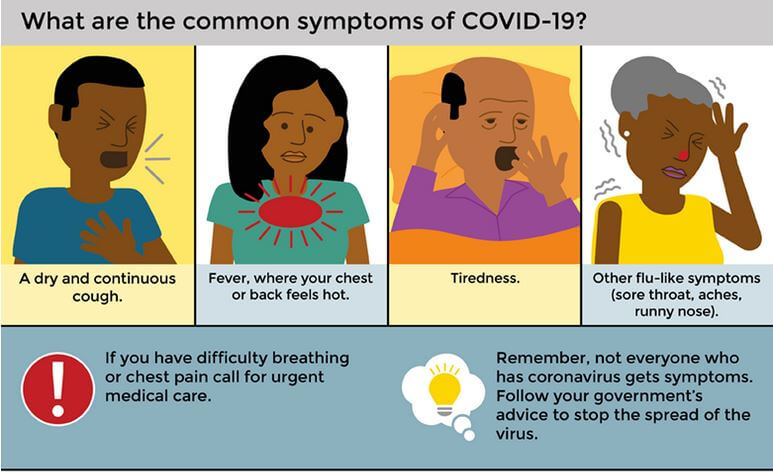 What are the common symptoms of COVID-19?
A dry and continuous
cough.
Fever, where your chest
or back feels hot.
Tiredness.
Other flu-like symptoms
(sore throat, aches,
runny nose).
If you have difficulty breathing
or chest pain call for urgent
medical care.
Remember, not everyone who
has coronavirus gets symptoms.
Follow your government's
advice to stop the spread of the
virus.